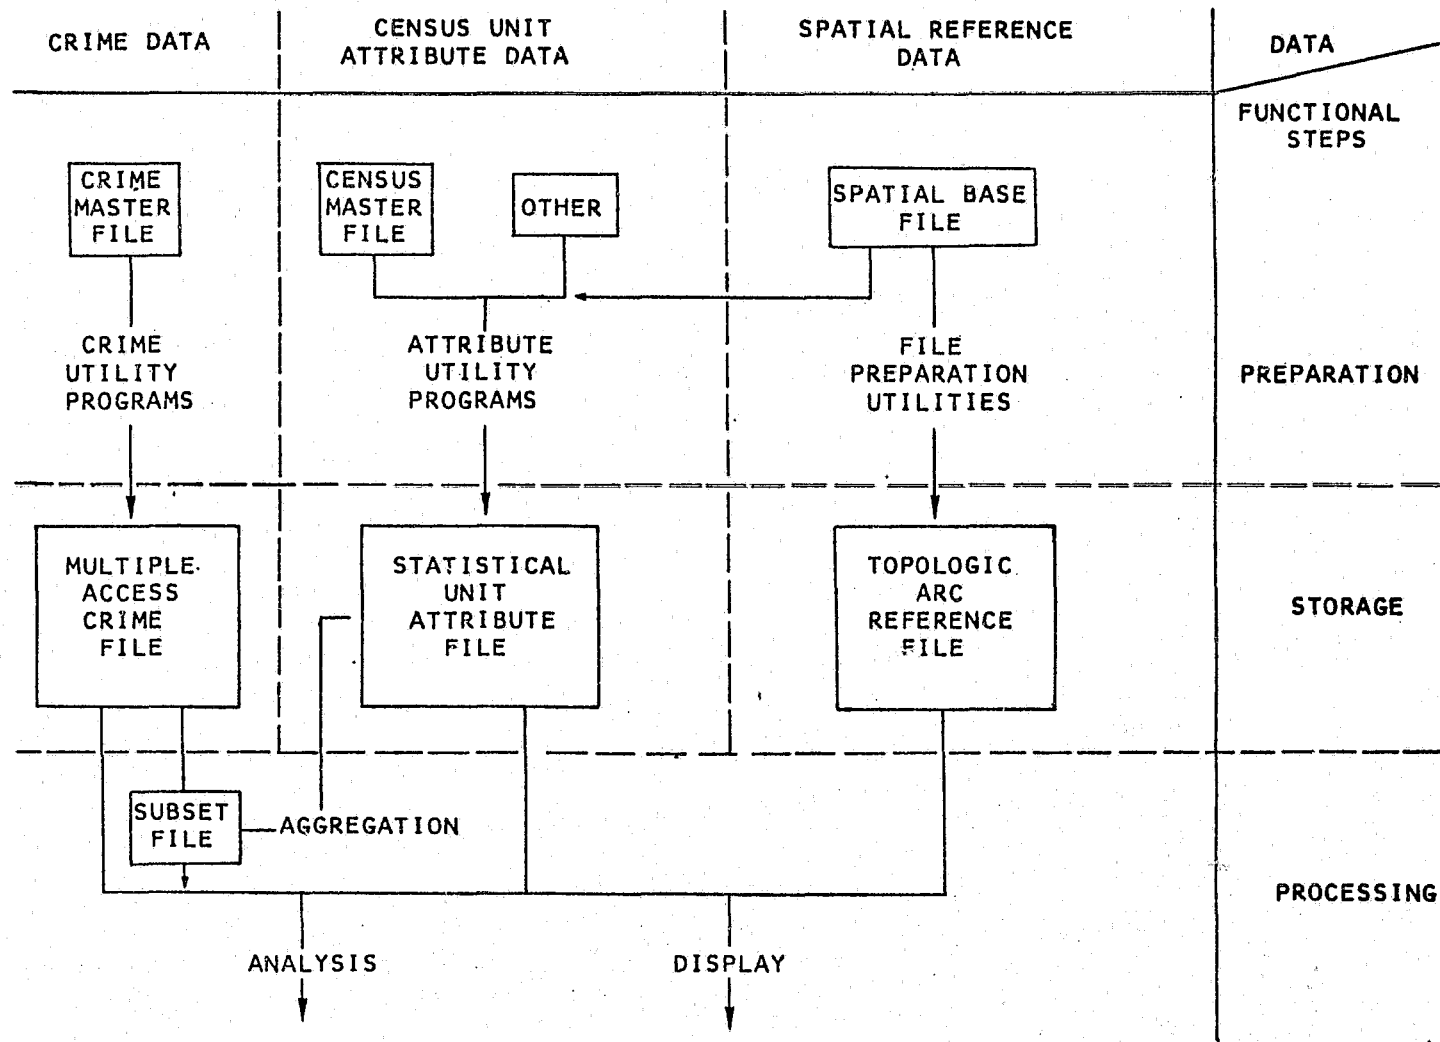 CRIME DATA
CENSUS UNIT
ATTRIBUTE DATA
SPATIAL REFERENCE
DATA
DATA
FUNCTIONAL
STEPS
CRIME
MASTER
FILE
CENSUS
MASTER
FILE
OTHER
SPATIAL BASE
FILE
CRIME
UTILITY
PROGRAMS
ATTRIBUTE
UTILITY
PROGRAMS
FILE
PREPARATION
UTILITIES
PREPARATION
MULTIPLE-
ACCESS
CRIME
FILE
STATISTICAL
UNIT
ATTRIBUTE
FILE
TOPOLOGIC
ARC
REFERENCE
FILE
STORAGE
SUBSET
FILE
AGGREGATION
PROCESSING
ANALYSIS
DISPLAY